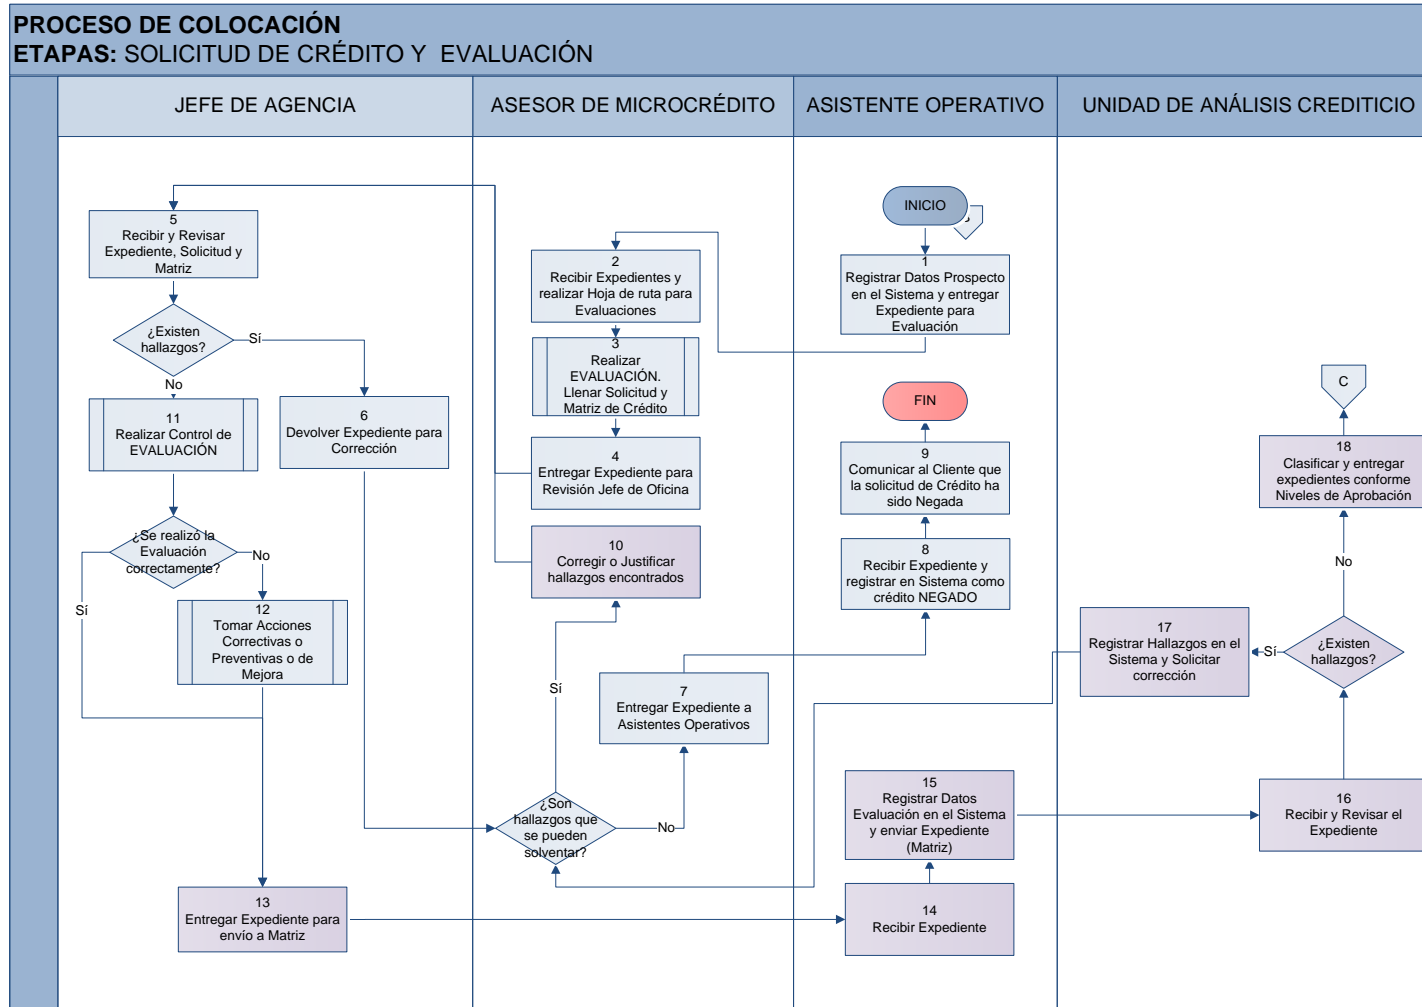 PROCESO DE COLOCACIÓN
ETAPAS: SOLICITUD DE CRÉDITO Y EVALUACIÓN
JEFE DE AGENCIA
ASESOR DE MICROCRÉDITO
ASISTENTE OPERATIVO
UNIDAD DE ANÁLISIS CREDITICIO
5
Recibir y Revisar
Expediente, Solicitud y
Matriz
¿Existen
hallazgos?
Sí
No
11
Realizar Control de
EVALUACIÓN
6
Devolver Expediente para
Corrección
¿Se realizó la
Evaluación
correctamente?
No
Sí
12
Tomar Acciones
Correctivas o
Preventivas o de
Mejora
13
Entregar Expediente para
envío a Matriz
2
Recibir Expedientes y
realizar Hoja de ruta para
Evaluaciones
3
Realizar
EVALUACIÓN.
Llenar Solicitud y
Matriz de Crédito
4
Entregar Expediente para
Revisión Jefe de Oficina
10
Corregir o Justificar
hallazgos encontrados
Sí
7
Entregar Expediente a
Asistentes Operativos
¿Son
hallazgos que
se pueden
solventar?
No
INICIO
1
Registrar Datos Prospecto
en el Sistema y entregar
Expediente para
Evaluación
FIN
9
Comunicar al Cliente que
la solicitud de Crédito ha
sido Negada
8
Recibir Expediente y
registrar en Sistema como
crédito NEGADO
15
Registrar Datos
Evaluación en el Sistema
y enviar Expediente
(Matriz)
14
Recibir Expediente
C
18
Clasificar y entregar
expedientes conforme
Niveles de Aprobación
No
17
Registrar Hallazgos en el
Sistema y Solicitar
corrección
Sí
¿Existen
hallazgos?
16
Recibir y Revisar el
Expediente